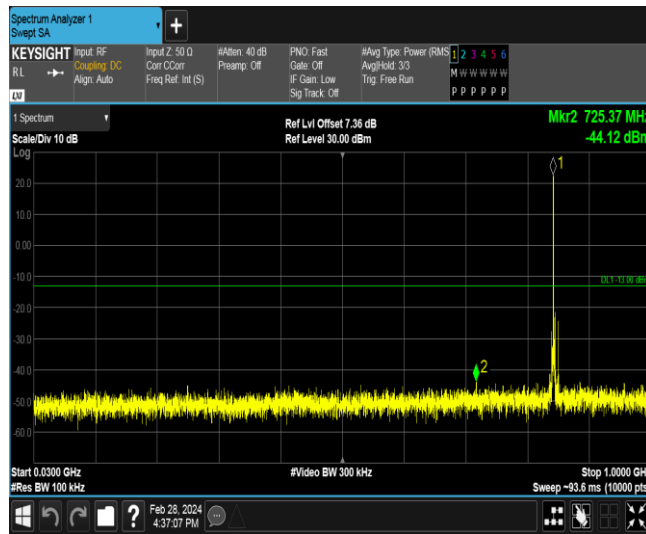 Spectrum Analyzer 1
Swept SA
+
KEYSIGHT
RL
LXI
Input: RF
Coupling: DC
Align: Auto
Input Z: 50 Ω
Corr CCorr
Freq Ref: Int (S)
#Atten: 40 dB
Preamp: Off
PNO: Fast
Gate: Off
IF Gain: Low
Sig Track: Off
#Avg Type: Power (RMS
Avg|Hold: 3/3
Trig: Free Run
1 2 3 4 5 6
M W W W W W
P P P P P P
1 Spectrum
Scale/Div 10 dB
Log
Ref Lvl Offset 7.36 dB
Ref Level 30.00 dBm
Mkr2 725.37 MHz
-44.12 dBm
1
20.0
10.0
0.00
-10.0
DL1 -13.00 dBm
-20.0
-30.0
-40.0
2
-50.0
-60.0
Start 0.0300 GHz
#Res BW 100 kHz
#Video BW 300 kHz
Stop 1.0000 GH
Sweep ~93.6 ms (10000 pts
?
Feb 28, 2024
4:37:07 PM